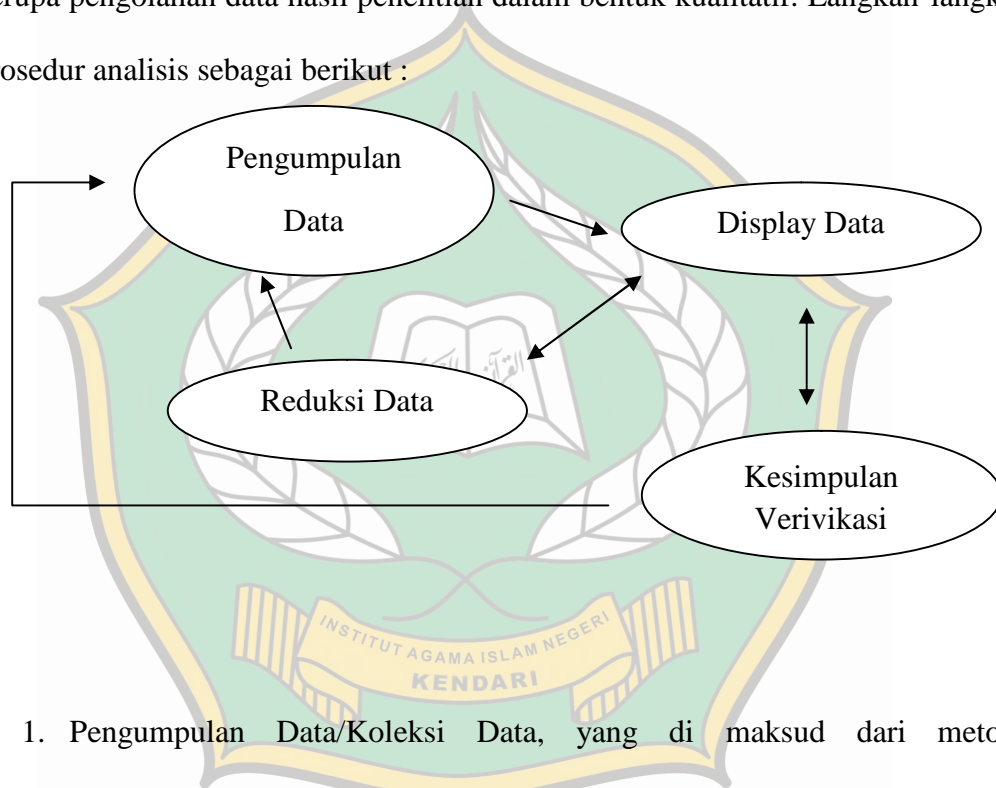 erupa pengolahan data hasil penelitian dalam bentuk kualitatif. Langkah-langk
rosedur analisis sebagai berikut :
Pengumpulan
Data
Display Data
Reduksi Data
Kesimpulan
Verivikasi
INSTITUT AGAMA ISLAM NEGERI
KENDARI
1. Pengumpulan Data/Koleksi Data, yang di maksud dari meto